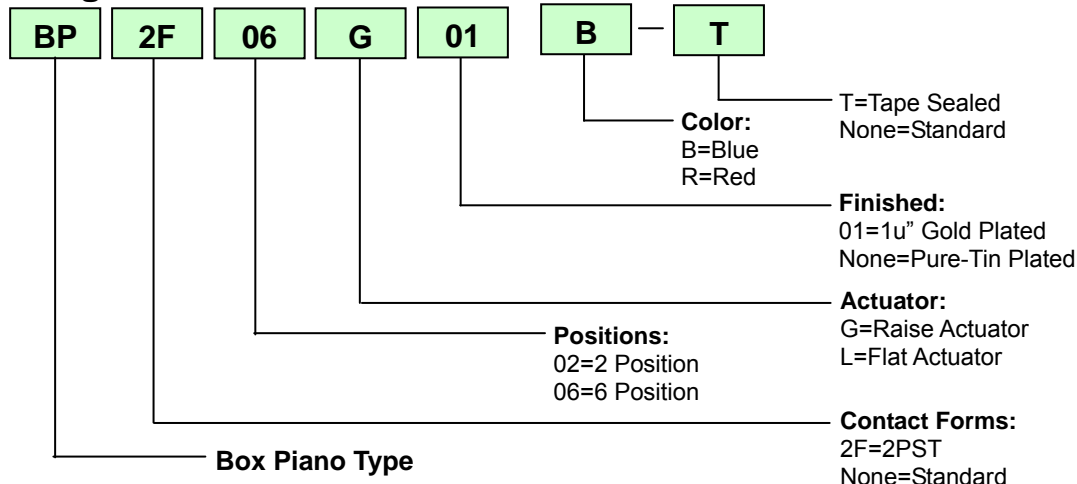 BP 2F 06 G 01 B – T
T=Tape Sealed
None=Standard
Color:
B=Blue
R=Red
Finished:
01=1u” Gold Plated
None=Pure-Tin Plated
Actuator:
G=Raise Actuator
L=Flat Actuator
Positions:
02=2 Position
06=6 Position
Contact Forms:
2F=2PST
None=Standard
Box Piano Type